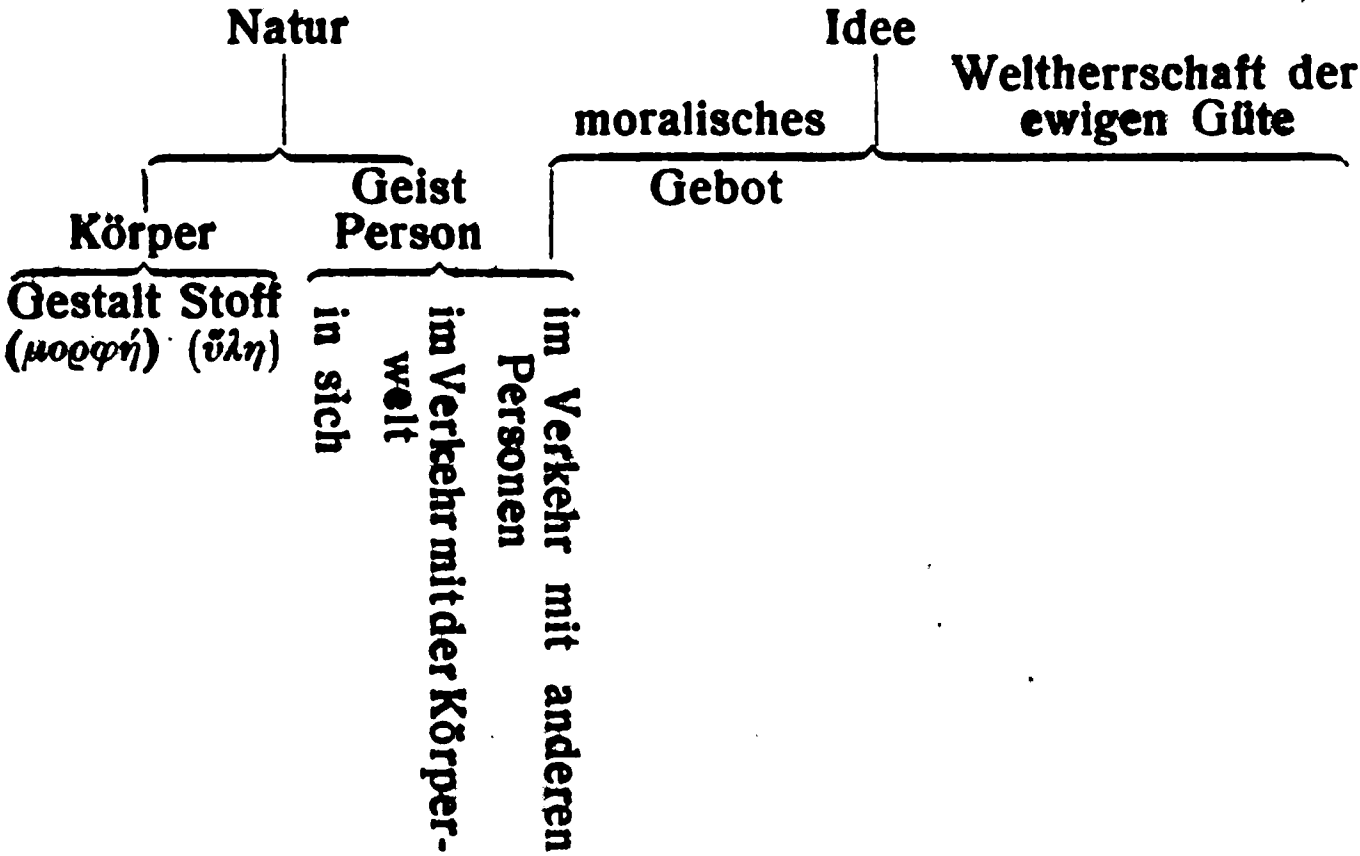 Natur
Idee
Weltherrschaft der
ewigen Güte
moralisches
Gebot
Geist
Person
Körper
Gestalt Stoff
(μορφή) (ὕλη)
in sich
im Verkehr mit der Körper-
welt
im Verkehr mit anderen
Personen